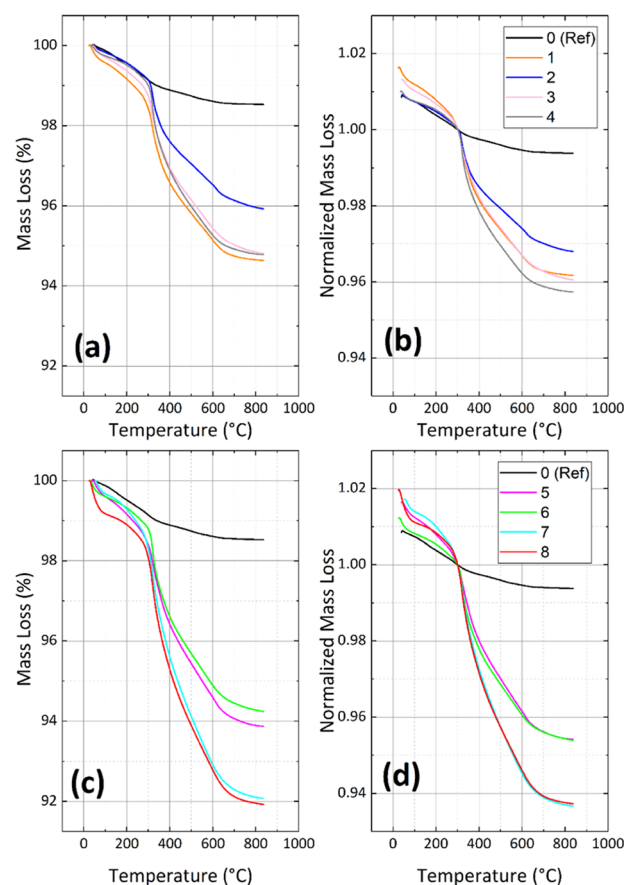 100
98
96
94
92
Mass Loss (%)
(a)
0 200 400 600 800 1000
Temperature (°C)
1.02
1.00
0.98
0.96
0.94
Normalized Mass Loss
0 (Ref)
1
2
3
4
(b)
0 200 400 600 800 1000
Temperature (°C)
100
98
96
94
92
Mass Loss (%)
(c)
0 200 400 600 800 1000
Temperature (°C)
1.02
1.00
0.98
0.96
0.94
Normalized Mass Loss
0 (Ref)
5
6
7
8
(d)
0 200 400 600 800 1000
Temperature (°C)